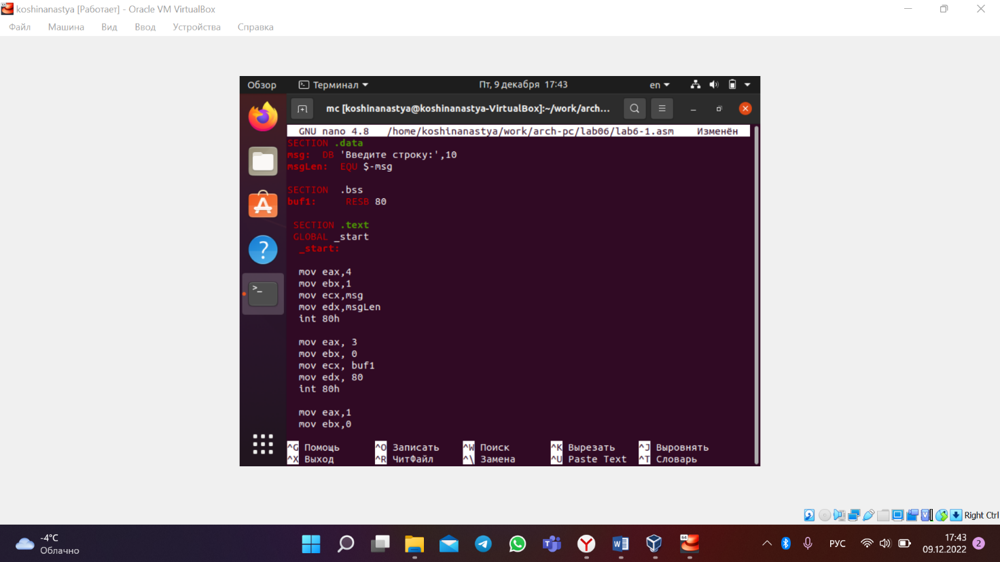 koshinanastya [Работает] - Oracle VM VirtualBox
Файл Машина Вид Ввод Устройства Справка
Обзор Терминал Пт, 9 декабря 17:43 en
mc [koshinanastya@koshinanastya-VirtualBox]:~/work/arch...
GNU nano 4.8 /home/koshinanastya/work/arch-pc/lab06/lab6-1.asm Изменён
SECTION .data
msg: DB 'Введите строку:',10
msgLen: EQU $-msg
SECTION .bss
buf1: RESB 80
SECTION .text
GLOBAL _start
_start:
mov eax,4
mov ebx,1
mov ecx,msg
mov edx,msgLen
int 80h
mov eax, 3
mov ebx, 0
mov ecx, buf1
mov edx, 80
int 80h
mov eax,1
mov ebx,0
^G Помощь ^O Записать ^W Поиск ^K Вырезать ^J Выровнять
^X Выход ^R ЧитФайл ^\ Замена ^U Paste Text ^T Словарь
Right Ctrl
-4°C
Облачно
РУС
17:43
09.12.2022
2